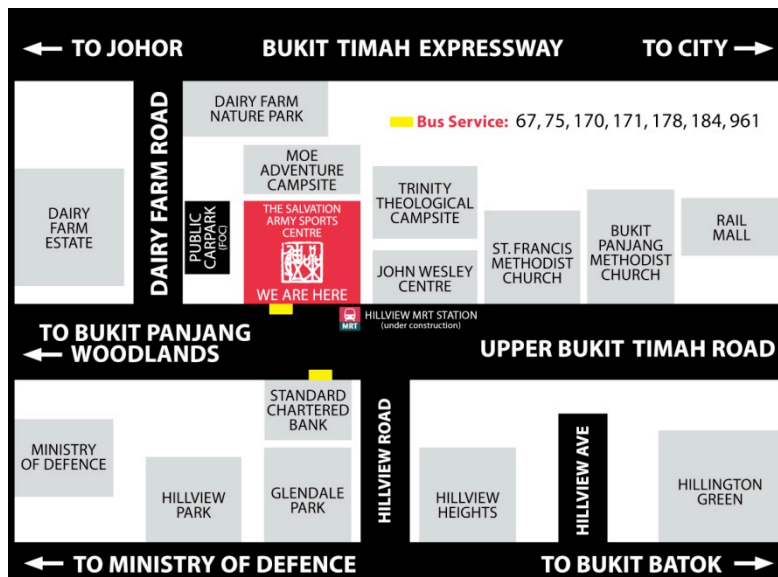 TO JOHOR
BUKIT TIMAH EXPRESSWAY
TO CITY
DAIRY FARM ROAD
DAIRY FARM
NATURE PARK
Bus Service: 67, 75, 170, 171, 178, 184, 961
MOE
ADVENTURE
CAMPSITE
DAIRY
FARM
ESTATE
PUBLIC
CARPARK
(FOC)
THE SALVATION
ARMY SPORTS
CENTRE
WE ARE HERE
TRINITY
THEOLOGICAL
CAMPSITE
JOHN WESLEY
CENTRE
ST. FRANCIS
METHODIST
CHURCH
BUKIT
PANJANG
METHODIST
CHURCH
RAIL
MALL
MRT
HILLVIEW MRT STATION
(under construction)
TO BUKIT PANJANG
WOODLANDS
UPPER BUKIT TIMAH ROAD
STANDARD
CHARTERED
BANK
MINISTRY
OF DEFENCE
HILLVIEW
PARK
GLENDALE
PARK
HILLVIEW ROAD
HILLVIEW
HEIGHTS
HILLVIEW AVE
HILLINGTON
GREEN
TO MINISTRY OF DEFENCE
TO BUKIT BATOK